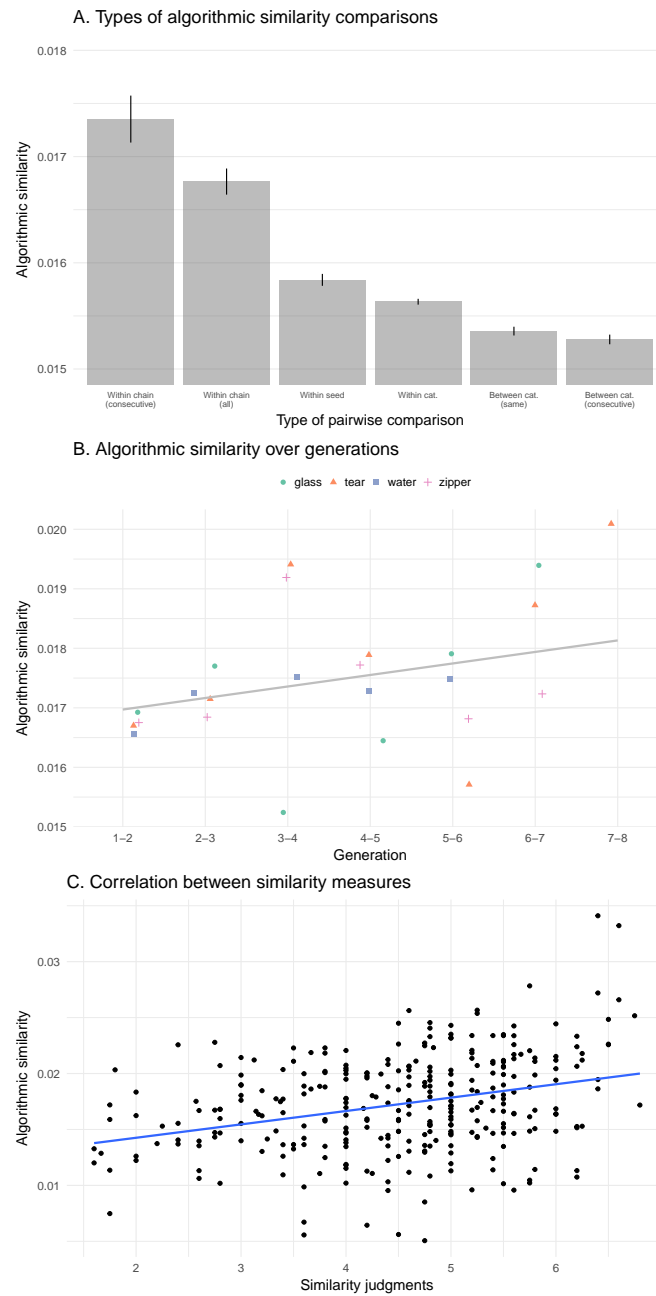 A. Types of algorithmic similarity comparisons
0.018
0.017
0.016
0.015
Algorithmic similarity
Within chain
(consecutive)
Within chain
(all)
Within seed
Within cat.
Between cat.
(same)
Between cat.
(consecutive)
Type of pairwise comparison
B. Algorithmic similarity over generations
glass tear water zipper
0.020
0.019
0.018
0.017
0.016
0.015
Algorithmic similarity
1–2 2–3 3–4 4–5 5–6 6–7 7–8
Generation
C. Correlation between similarity measures
0.03
0.02
0.01
Algorithmic similarity
2 3 4 5 6
Similarity judgments